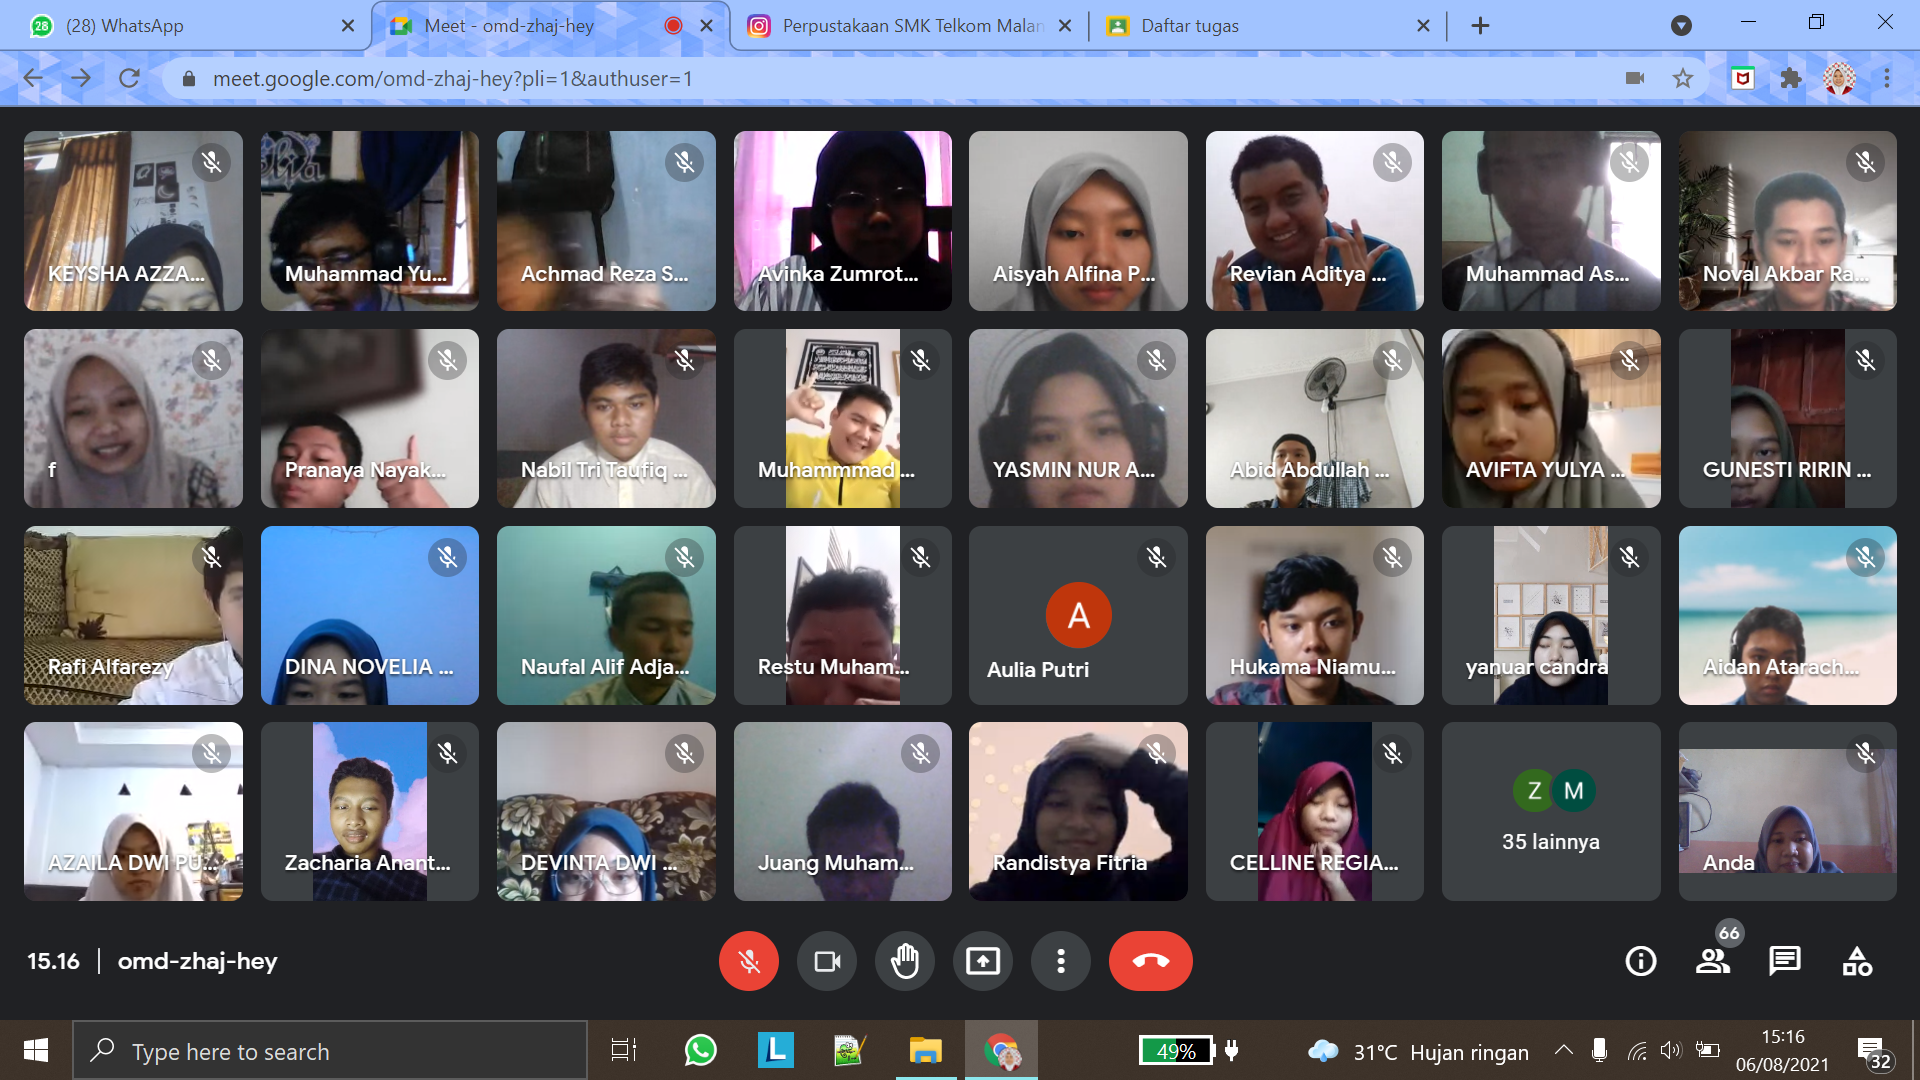 28
(28) WhatsApp
Meet - omd-zhaj-hey
Perpustakaan SMK Telkom Malan
Daftar tugas
meet.google.com/omd-zhaj-hey?pli=1&authuser=1
KEYSHA AZZA...
Muhammad Yu...
Achmad Reza S...
Avinka Zumrot...
Aisyah Alfina P...
Revian Aditya ...
Muhammad As...
Noval Akbar Ra...
f
Pranaya Nayak...
Nabil Tri Taufiq ...
Muhammmad ...
YASMIN NUR A...
Abid Abdullah ...
AVIFTA YULYA ...
GUNESTI RIRIN ...
Rafi Alfarezy
DINA NOVELIA ...
Naufal Alif Adja...
Restu Muham...
A
Aulia Putri
Hukama Niamu...
yanuar candra
Aidan Atarach...
AZAILA DWI PU...
Zacharia Anant...
DEVINTA DWI ...
Juang Muham...
Randistya Fitria
CELLINE REGIA...
Z M
35 lainnya
Anda
15.16 | omd-zhaj-hey
66
Type here to search
L
49%
31°C Hujan ringan
15:16
06/08/2021
32